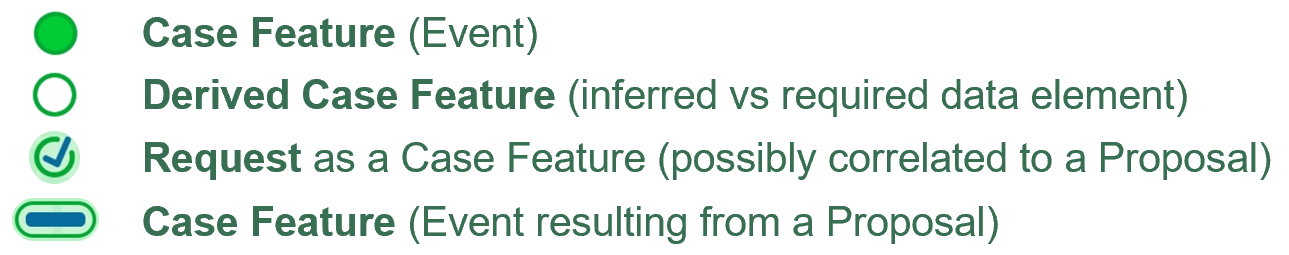 Case Feature (Event)
Derived Case Feature (inferred vs required data element)
Request as a Case Feature (possibly correlated to a Proposal)
Case Feature (Event resulting from a Proposal)